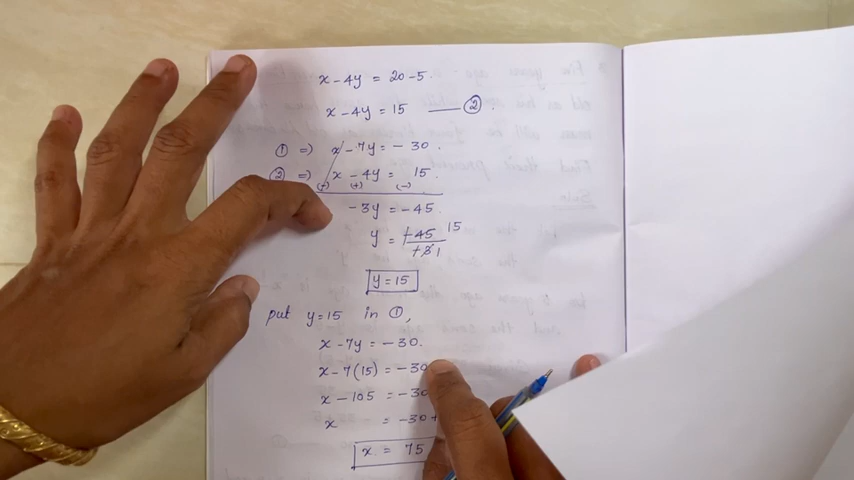 x - 4y = 20 - 5.
x - 4y = 15 —— ②.
① => x - 7y = -30.
② => x - 4y = 15.
(-) (+) (-)
-3y = -45.
y = -45 15
-3 1
y = 15
put y = 15 in ①,
x - 7y = -30.
x - 7(15) = -30
x - 105 = -30
x = -30 +
x = 75